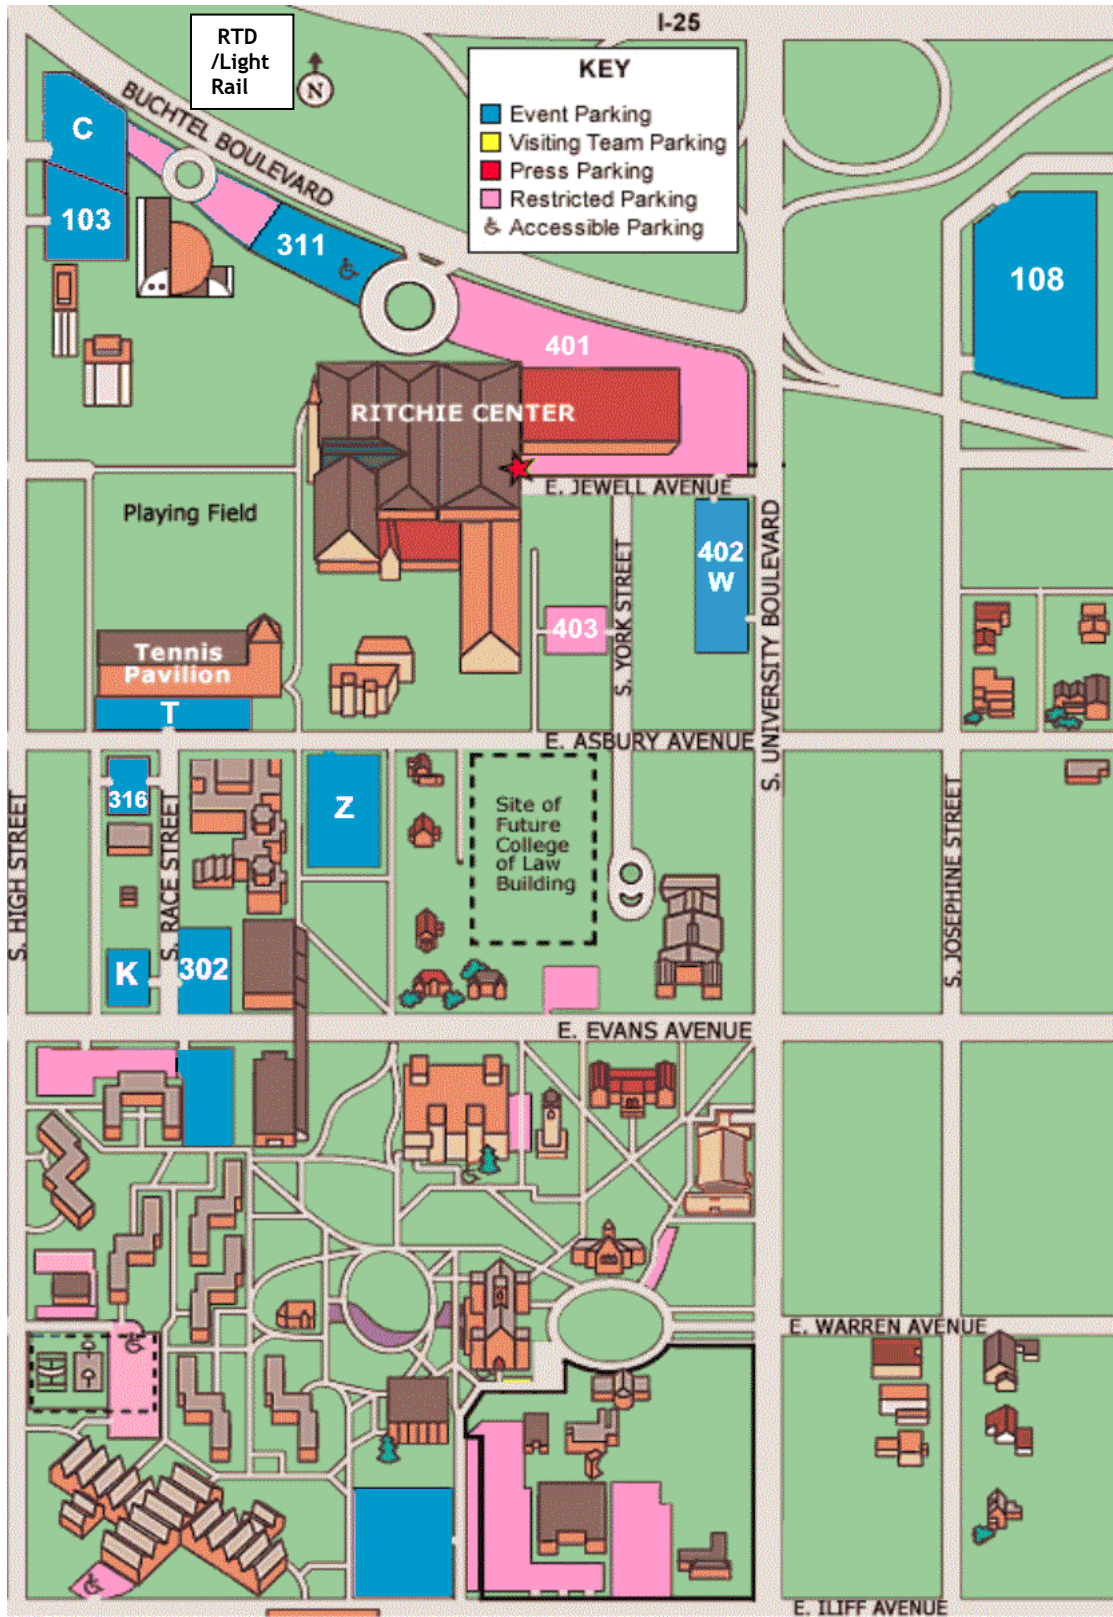 I-25
RTD
/Light
Rail
N
KEY
Event Parking
Visiting Team Parking
Press Parking
Restricted Parking
Accessible Parking
BUCHTEL BOULEVARD
C
103
311
108
401
RITCHIE CENTER
E. JEWELL AVENUE
Playing Field
402
W
403
S. YORK STREET
S. UNIVERSITY BOULEVARD
Tennis
Pavilion
T
E. ASBURY AVENUE
316
Z
Site of
Future
College
of Law
Building
S. HIGH STREET
S. RACE STREET
S. JOSEPHINE STREET
K
302
E. EVANS AVENUE
E. WARREN AVENUE
E. ILIFF AVENUE